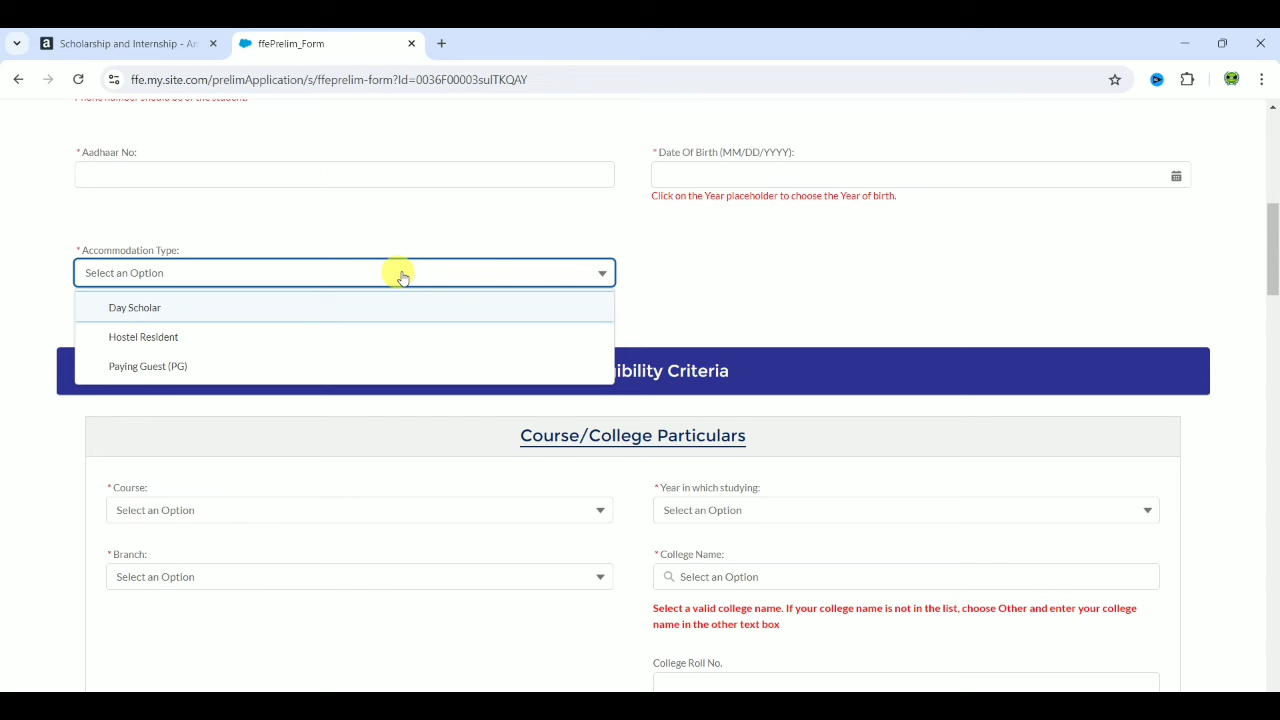 Scholarship and Internship - An
ffePrelim_Form
ffe.my.site.com/prelimApplication/s/ffeprelim-form?Id=0036F00003sulTKQAY
Phone number should be of the student.
* Aadhaar No:
* Date Of Birth (MM/DD/YYYY):
Click on the Year placeholder to choose the Year of birth.
* Accommodation Type:
Select an Option
Day Scholar
Hostel Resident
Paying Guest (PG)
ibility Criteria
Course/College Particulars
* Course:
* Year in which studying:
Select an Option
Select an Option
* Branch:
* College Name:
Select an Option
Select an Option
Select a valid college name. If your college name is not in the list, choose Other and enter your college
name in the other text box
College Roll No.